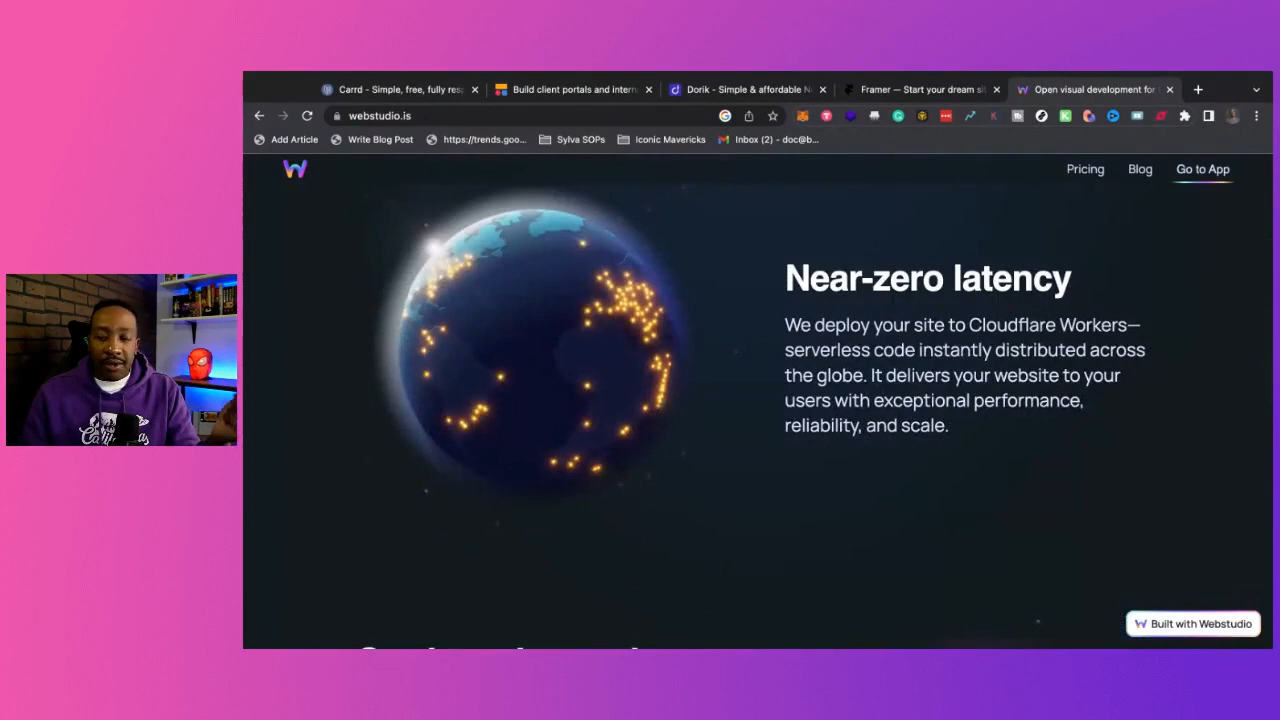 Carrd - Simple, free, fully resp
Build client portals and intern
Dorik - Simple & affordable N
Framer — Start your dream sit
Open visual development for
webstudio.is
Add Article
Write Blog Post
https://trends.goo...
Sylva SOPs
Iconic Mavericks
Inbox (2) - doc@b...
Pricing
Blog
Go to App
Near-zero latency
We deploy your site to Cloudflare Workers—
serverless code instantly distributed across
the globe. It delivers your website to your
users with exceptional performance,
reliability, and scale.
Built with Webstudio